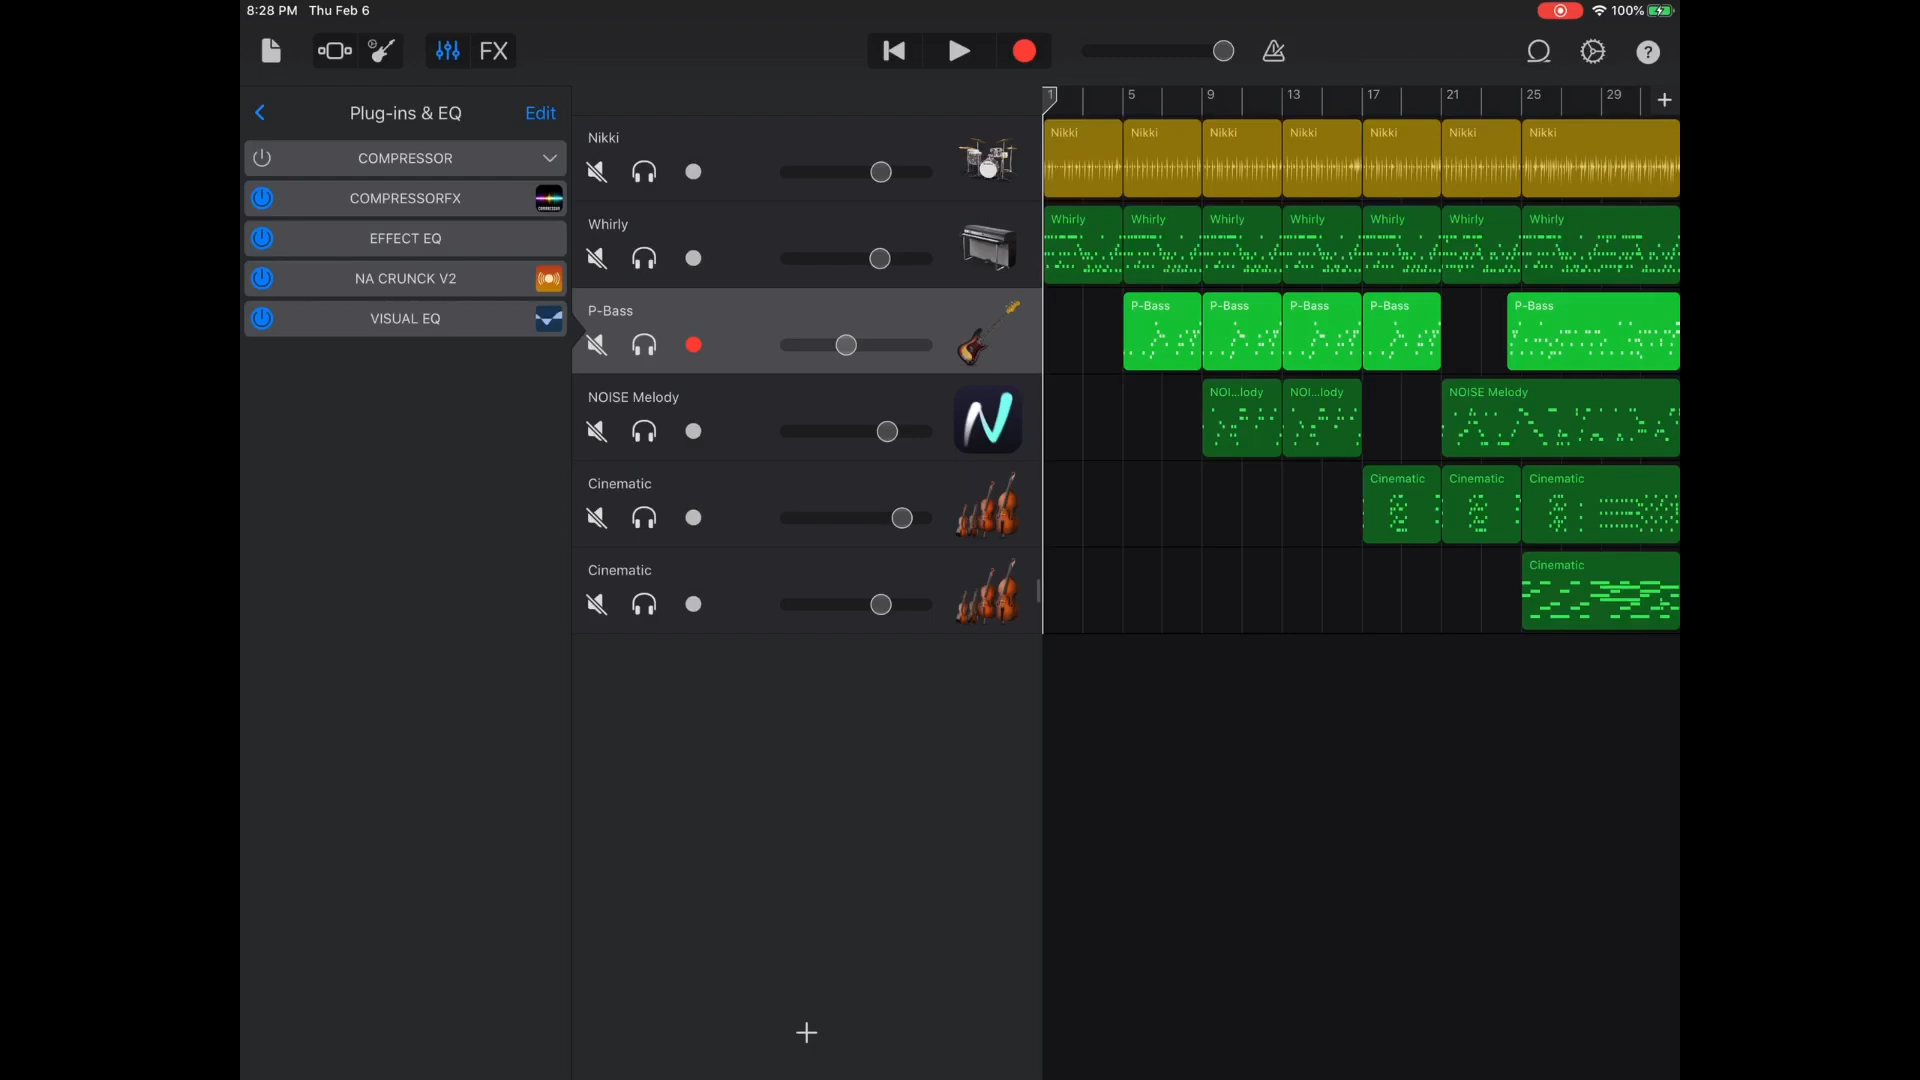 8:28 PM Thu Feb 6
100%
FX
?
Plug-ins & EQ
Edit
COMPRESSOR
COMPRESSORFX
EFFECT EQ
NA CRUNCK V2
VISUAL EQ
1 5 9 13 17 21 25 29
Nikki
Nikki Nikki Nikki Nikki Nikki Nikki Nikki
Whirly
Whirly Whirly Whirly Whirly Whirly Whirly Whirly
P-Bass
P-Bass P-Bass P-Bass P-Bass P-Bass
NOISE Melody
NOI...lody NOI...lody NOISE Melody
Cinematic
Cinematic Cinematic Cinematic
Cinematic
Cinematic